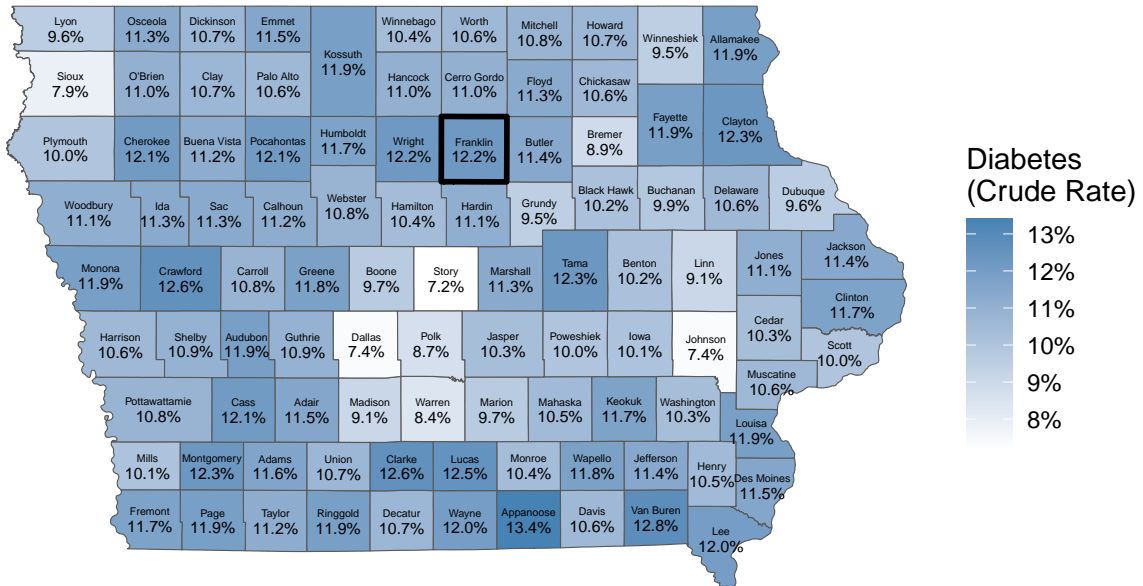 Lyon
9.6%
Osceola
11.3%
Dickinson
10.7%
Emmet
11.5%
Kossuth
11.9%
Winnebago
10.4%
Worth
10.6%
Mitchell
10.8%
Howard
10.7%
Winneshiek
9.5%
Allamakee
11.9%
Sioux
7.9%
O'Brien
11.0%
Clay
10.7%
Palo Alto
10.6%
Hancock
11.0%
Cerro Gordo
11.0%
Floyd
11.3%
Chickasaw
10.6%
Fayette
11.9%
Clayton
12.3%
Plymouth
10.0%
Cherokee
12.1%
Buena Vista
11.2%
Pocahontas
12.1%
Humboldt
11.7%
Wright
12.2%
Franklin
12.2%
Butler
11.4%
Bremer
8.9%
Woodbury
11.1%
Ida
11.3%
Sac
11.3%
Calhoun
11.2%
Webster
10.8%
Hamilton
10.4%
Hardin
11.1%
Grundy
9.5%
Black Hawk
10.2%
Buchanan
9.9%
Delaware
10.6%
Dubuque
9.6%
Monona
11.9%
Crawford
12.6%
Carroll
10.8%
Greene
11.8%
Boone
9.7%
Story
7.2%
Marshall
11.3%
Tama
12.3%
Benton
10.2%
Linn
9.1%
Jones
11.1%
Jackson
11.4%
Clinton
11.7%
Harrison
10.6%
Shelby
10.9%
Audubon
11.9%
Guthrie
10.9%
Dallas
7.4%
Polk
8.7%
Jasper
10.3%
Poweshiek
10.0%
Iowa
10.1%
Johnson
7.4%
Cedar
10.3%
Scott
10.0%
Muscatine
10.6%
Pottawattamie
10.8%
Cass
12.1%
Adair
11.5%
Madison
9.1%
Warren
8.4%
Marion
9.7%
Mahaska
10.5%
Keokuk
11.7%
Washington
10.3%
Louisa
11.9%
Mills
10.1%
Montgomery
12.3%
Adams
11.6%
Union
10.7%
Clarke
12.6%
Lucas
12.5%
Monroe
10.4%
Wapello
11.8%
Jefferson
11.4%
Henry
10.5%
Des Moines
11.5%
Fremont
11.7%
Page
11.9%
Taylor
11.2%
Ringgold
11.9%
Decatur
10.7%
Wayne
12.0%
Appanoose
13.4%
Davis
10.6%
Van Buren
12.8%
Lee
12.0%
Diabetes
(Crude Rate)
13%
12%
11%
10%
9%
8%